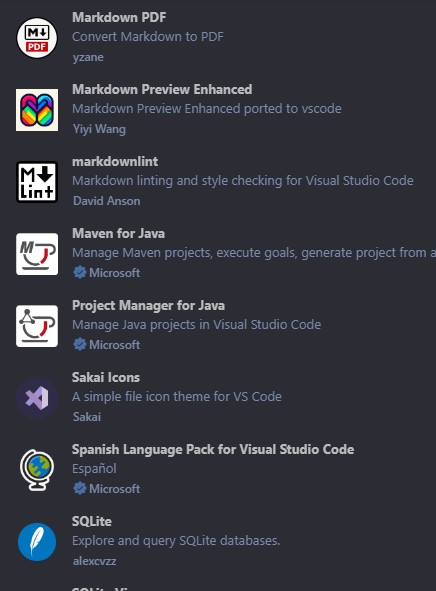 M↓
PDF
Markdown PDF
Convert Markdown to PDF
yzane
Markdown Preview Enhanced
Markdown Preview Enhanced ported to vscode
Yiyi Wang
M↓
Lint
markdownlint
Markdown linting and style checking for Visual Studio Code
David Anson
M
Maven for Java
Manage Maven projects, execute goals, generate project from a
Microsoft
Project Manager for Java
Manage Java projects in Visual Studio Code
Microsoft
Sakai Icons
A simple file icon theme for VS Code
Sakai
Spanish Language Pack for Visual Studio Code
Español
Microsoft
SQLite
Explore and query SQLite databases.
alexcvzz